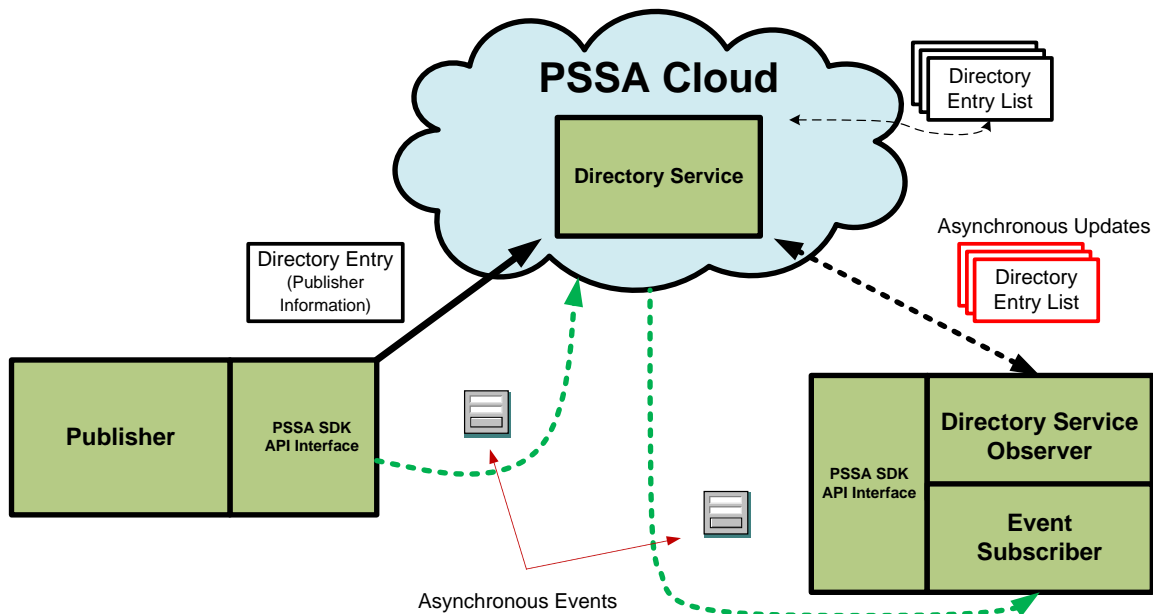 PSSA Cloud
Directory
Entry List
Directory Service
Asynchronous Updates
Directory Entry
(Publisher
Information)
Directory
Entry List
Publisher
PSSA SDK
API Interface
PSSA SDK
API Interface
Directory Service
Observer
Event
Subscriber
Asynchronous Events